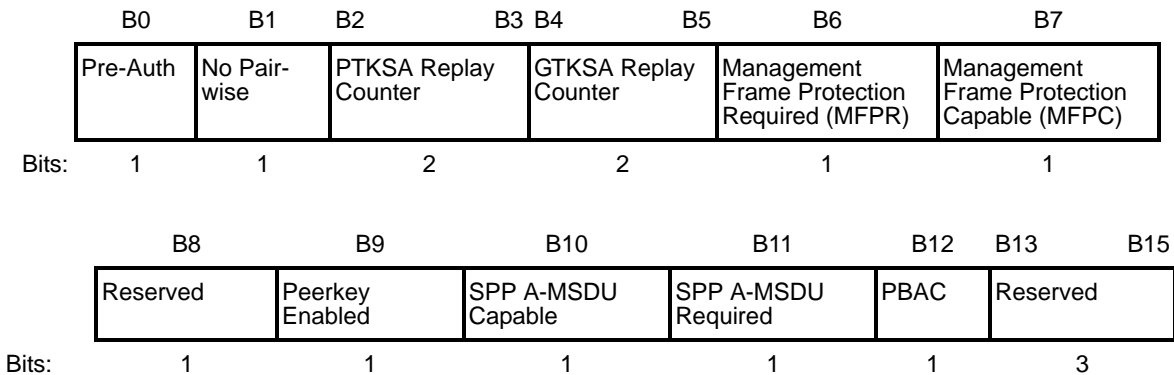 B0 B1 B2 B3 B4 B5 B6 B7
Pre-Auth No Pair- PTKSA Replay GTKSA Replay Management Management
wise Counter Counter Frame Protection Frame Protection
Required (MFPR) Capable (MFPC)
Bits: 1 1 2 2 1 1
B8 B9 B10 B11 B12 B13 B15
Reserved Peerkey SPP A-MSDU SPP A-MSDU PBAC Reserved
Enabled Capable Required
Bits: 1 1 1 1 1 3